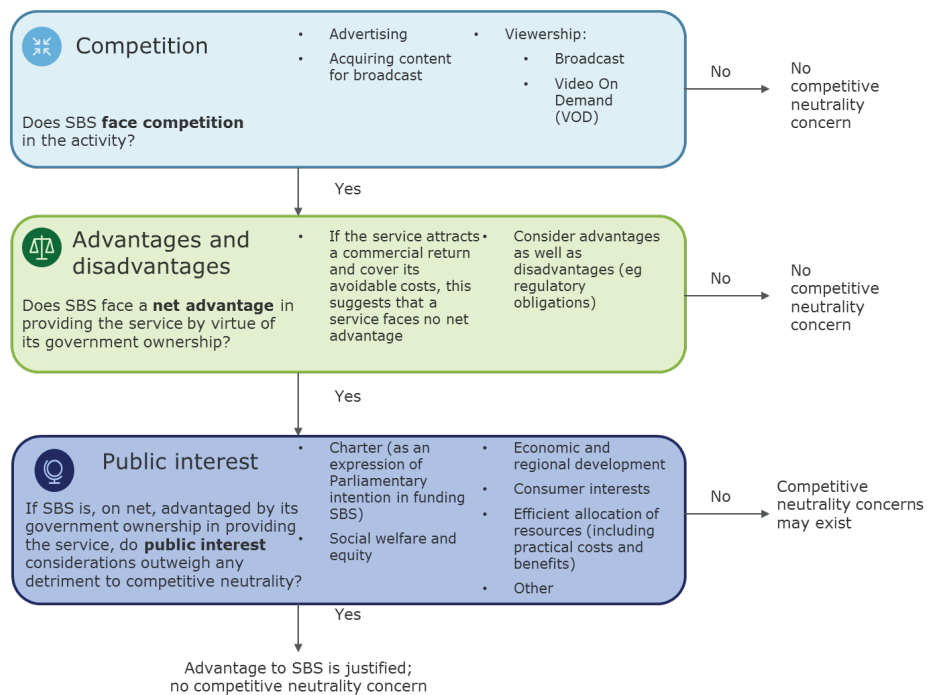 Competition
Does SBS face competition
in the activity?
• Advertising
• Acquiring content
for broadcast
• Viewership:
• Broadcast
• Video On
Demand
(VOD)
No
No
competitive
neutrality
concern
Yes
Advantages and
disadvantages
Does SBS face a net advantage in
providing the service by virtue of
its government ownership?
• If the service attracts
a commercial return
and cover its
avoidable costs, this
suggests that a
service faces no net
advantage
• Consider advantages
as well as
disadvantages (eg
regulatory
obligations)
No
No
competitive
neutrality
concern
Yes
Public interest
If SBS is, on net, advantaged by its
government ownership in providing
the service, do public interest
considerations outweigh any
detriment to competitive neutrality?
• Charter (as an
expression of
Parliamentary
intention in funding
SBS)
• Social welfare and
equity
• Economic and
regional development
• Consumer interests
• Efficient allocation of
resources (including
practical costs and
benefits)
• Other
No
Competitive
neutrality concerns
may exist
Yes
Advantage to SBS is justified;
no competitive neutrality concern